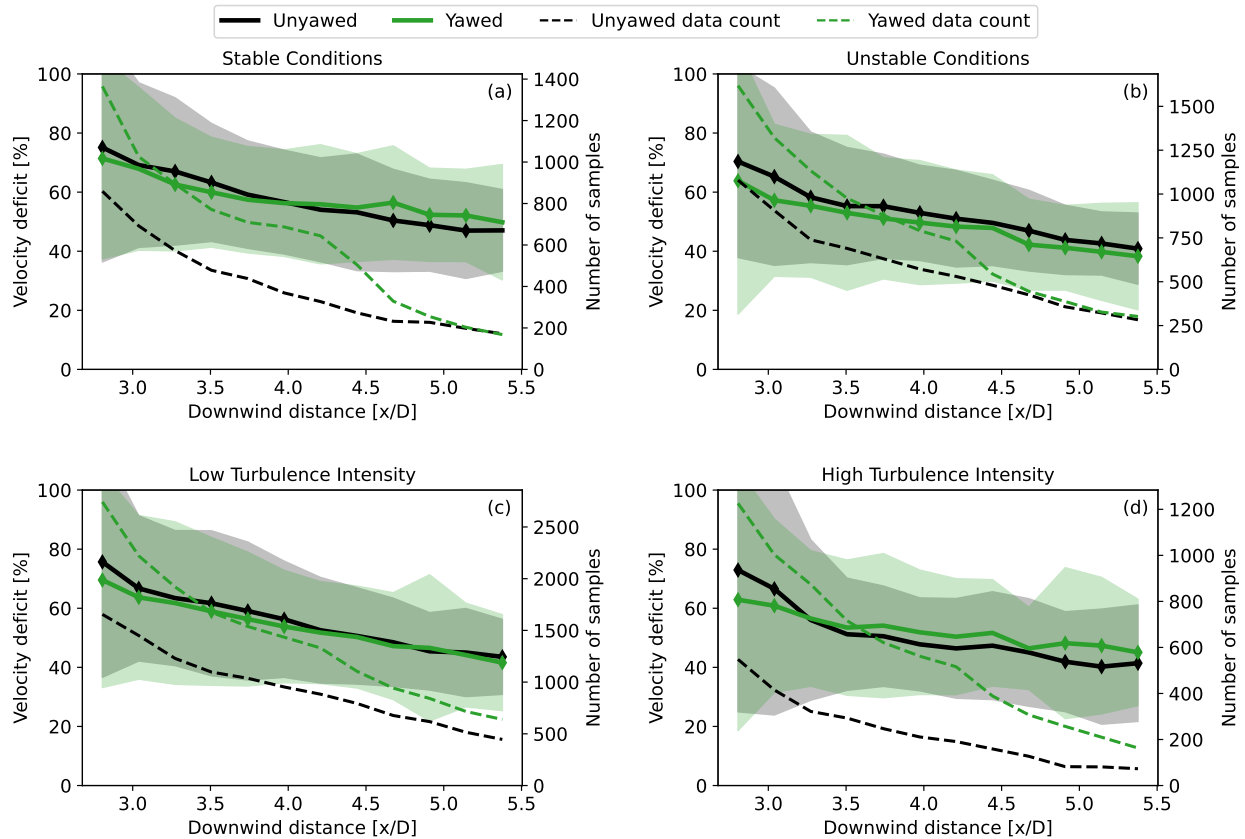 Unyawed Yawed Unyawed data count Yawed data count
Stable Conditions
(a)
Velocity deficit [%]
100
80
60
40
20
0
1400
1200
1000
800
600
400
200
0
Number of samples
3.0 3.5 4.0 4.5 5.0 5.5
Downwind distance [x/D]
Unstable Conditions
(b)
Velocity deficit [%]
100
80
60
40
20
0
1500
1250
1000
750
500
250
0
Number of samples
3.0 3.5 4.0 4.5 5.0 5.5
Downwind distance [x/D]
Low Turbulence Intensity
(c)
Velocity deficit [%]
100
80
60
40
20
0
2500
2000
1500
1000
500
0
Number of samples
3.0 3.5 4.0 4.5 5.0 5.5
Downwind distance [x/D]
High Turbulence Intensity
(d)
Velocity deficit [%]
100
80
60
40
20
0
1200
1000
800
600
400
200
0
Number of samples
3.0 3.5 4.0 4.5 5.0 5.5
Downwind distance [x/D]